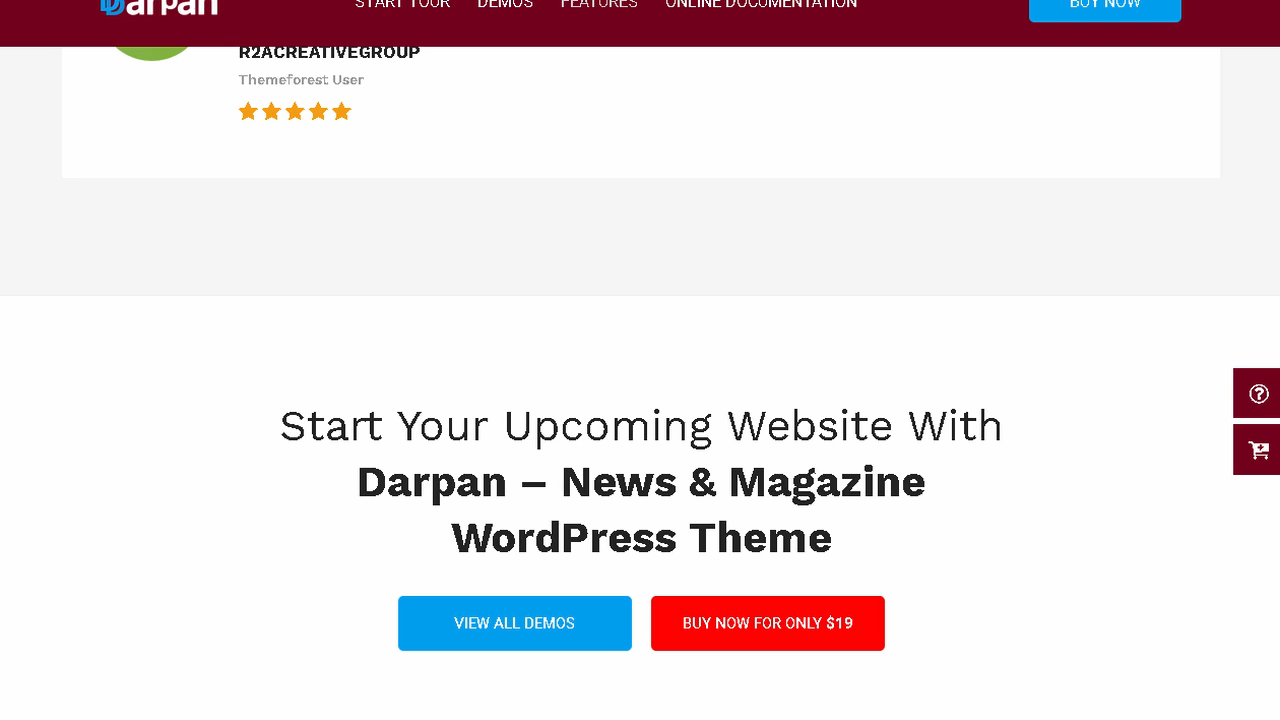 Darpan
START TOUR DEMOS FEATURES ONLINE DOCUMENTATION BUY NOW
R2ACREATIVEGROUP
Themeforest User
Start Your Upcoming Website With
Darpan – News & Magazine
WordPress Theme
VIEW ALL DEMOS
BUY NOW FOR ONLY $19